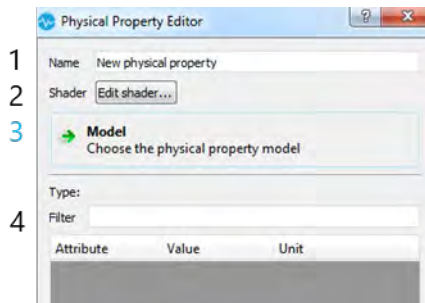 Physical Property Editor ? X
1 Name New physical property
2 Shader Edit shader...
3 Model
Choose the physical property model
Type:
4 Filter
Attribute Value Unit